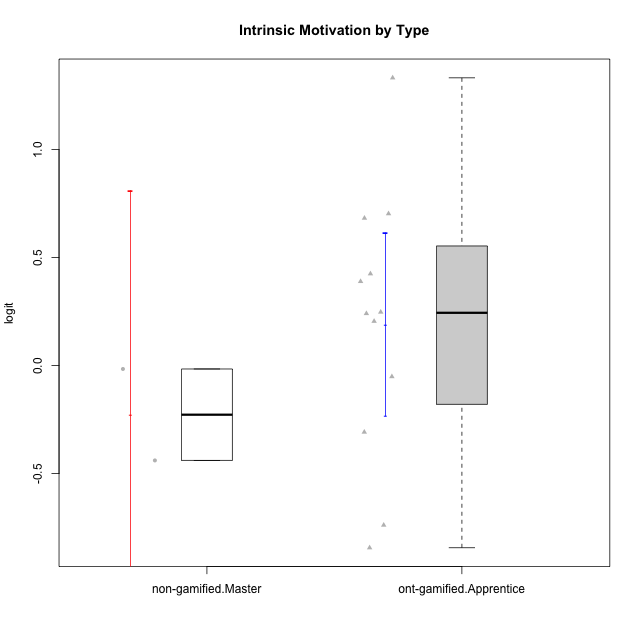 Intrinsic Motivation by Type
logit
1.0
0.5
0.0
-0.5
non-gamified.Master
ont-gamified.Apprentice